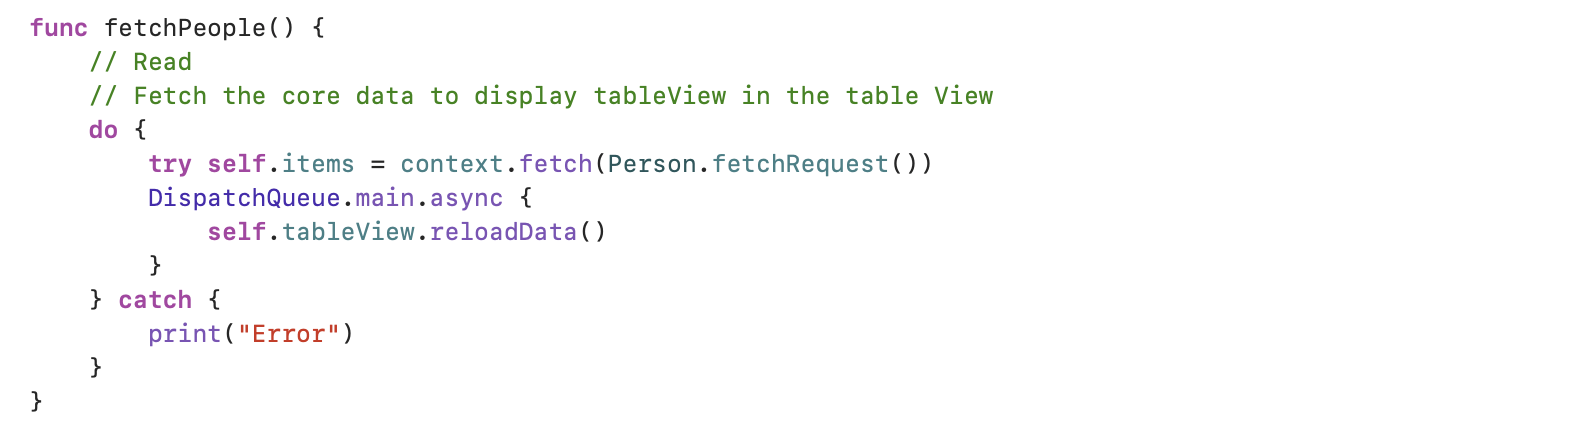 func fetchPeople() {
    // Read
    // Fetch the core data to display tableView in the table View
    do {
        try self.items = context.fetch(Person.fetchRequest())
        DispatchQueue.main.async {
            self.tableView.reloadData()
        }
    } catch {
        print("Error")
    }
}